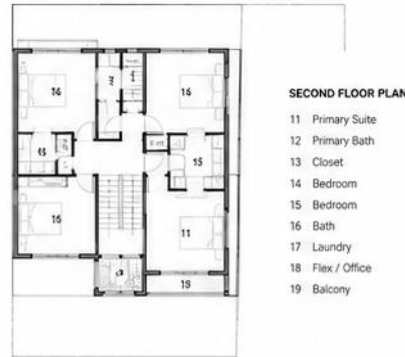 14
16
15
15
16
11
19
SECOND FLOOR PLAN
11 Primary Suite
12 Primary Bath
13 Closet
14 Bedroom
15 Bedroom
16 Bath
17 Laundry
18 Flex / Office
19 Balcony